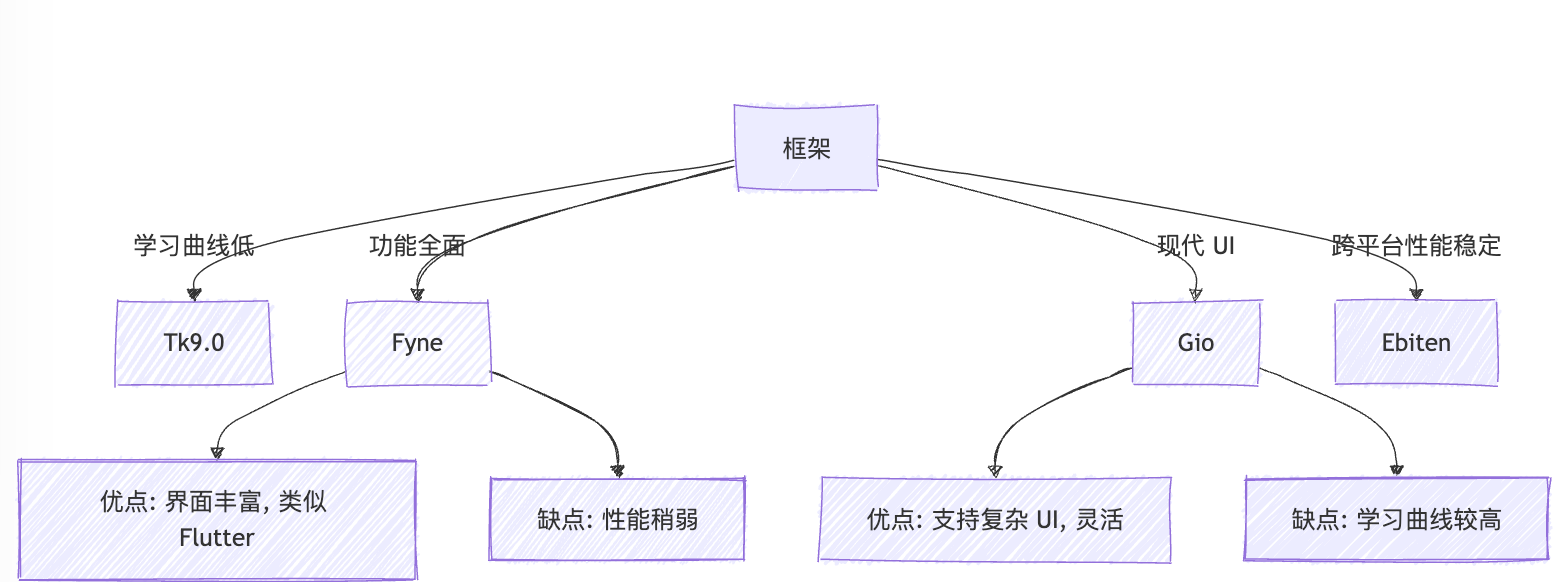 框架
学习曲线低
功能全面
现代 UI
跨平台性能稳定
Tk9.0
Fyne
Gio
Ebiten
优点: 界面丰富, 类似
Flutter
缺点: 性能稍弱
优点: 支持复杂 UI, 灵活
缺点: 学习曲线较高